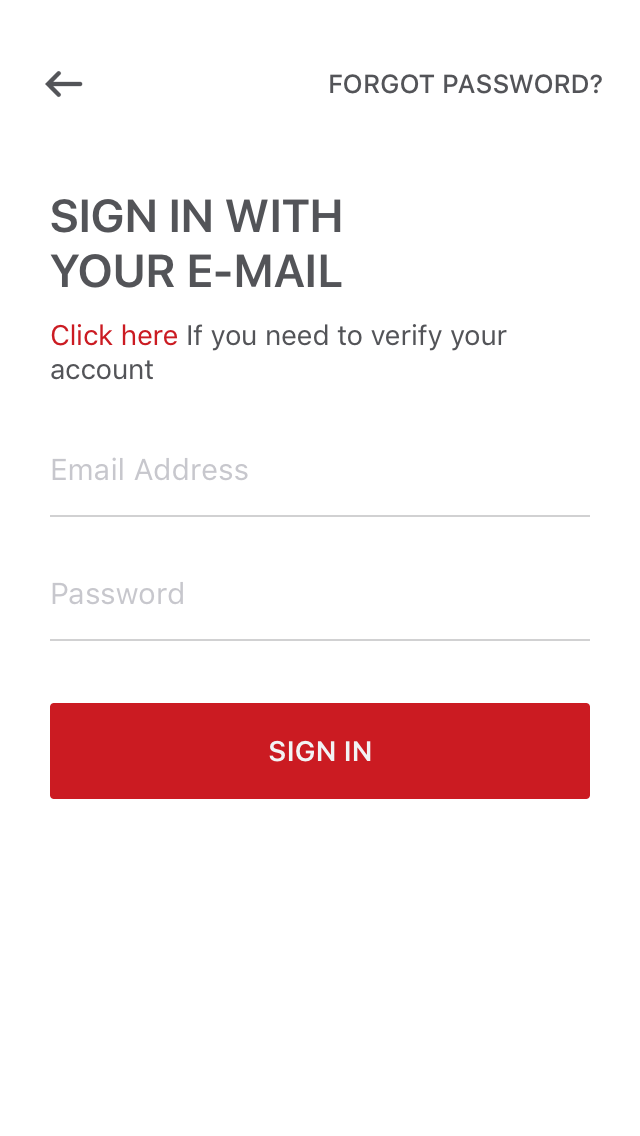 FORGOT PASSWORD?
SIGN IN WITH
YOUR E-MAIL
Click here If you need to verify your
account
Email Address
Password
SIGN IN